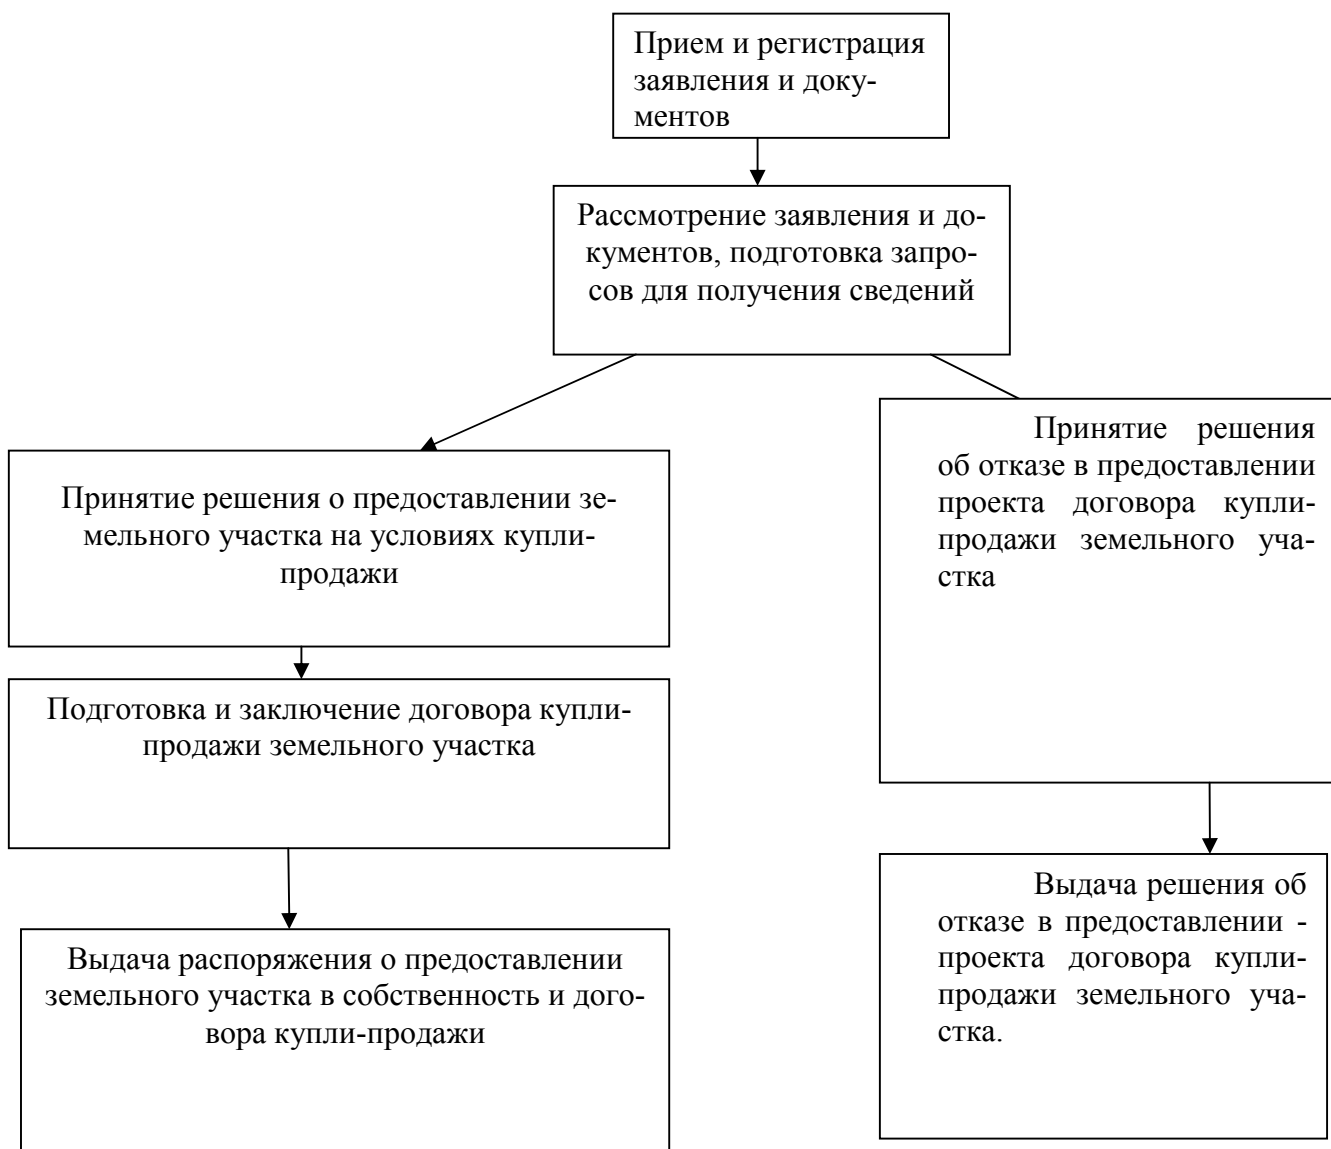 Прием и регистрация
заявления и доку-
ментов
Рассмотрение заявления и до-
кументов, подготовка запро-
сов для получения сведений
Принятие решения о предоставлении зе-
мельного участка на условиях купли-
продажи
Подготовка и заключение договора купли-
продажи земельного участка
Выдача распоряжения о предоставлении
земельного участка в собственность и дого-
вора купли-продажи
Принятие решения
об отказе в предоставлении
проекта договора купли-
продажи земельного уча-
стка
Выдача решения об
отказе в предоставлении -
проекта договора купли-
продажи земельного уча-
стка.